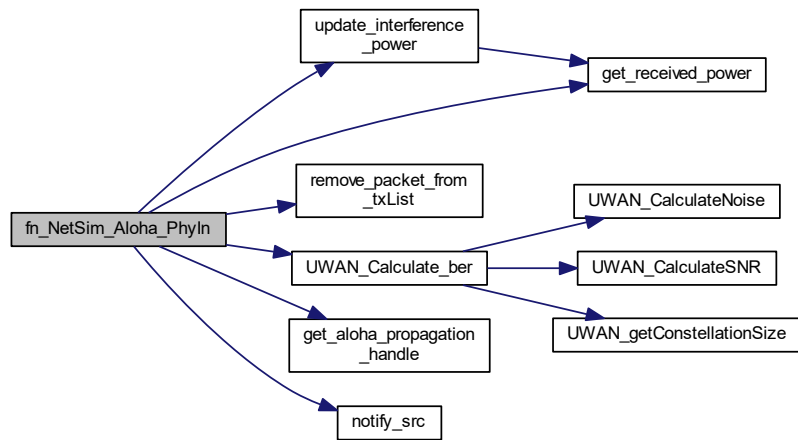 update_interference
_power
get_received_power
remove_packet_from
_txList
UWAN_CalculateNoise
fn_NetSim_Aloha_PhyIn
UWAN_Calculate_ber
UWAN_CalculateSNR
get_aloha_propagation
_handle
UWAN_getConstellationSize
notify_src